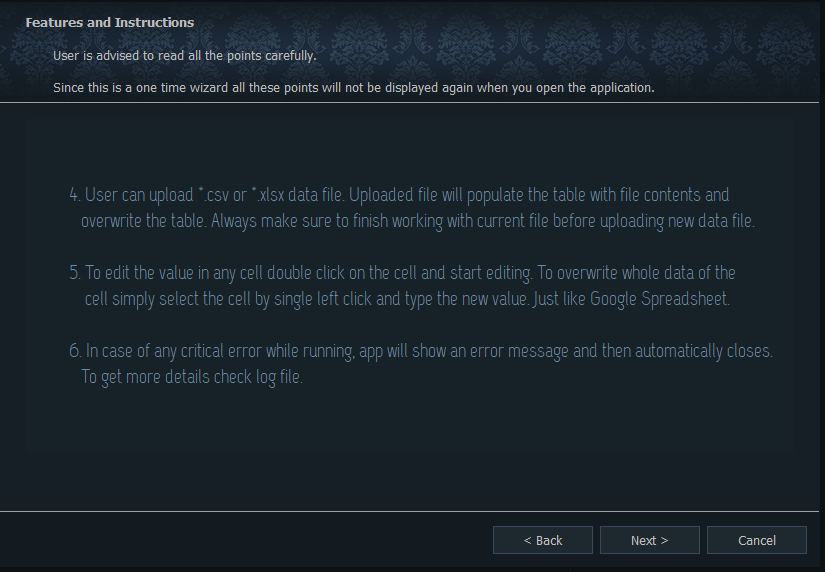 Features and Instructions
User is advised to read all the points carefully.
Since this is a one time wizard all these points will not be displayed again when you open the application.
4. User can upload *.csv or *.xlsx data file. Uploaded file will populate the table with file contents and
overwrite the table. Always make sure to finish working with current file before uploading new data file.
5. To edit the value in any cell double click on the cell and start editing. To overwrite whole data of the
cell simply select the cell by single left click and type the new value. Just like Google Spreadsheet.
6. In case of any critical error while running, app will show an error message and then automatically closes.
To get more details check log file.
< Back Next > Cancel